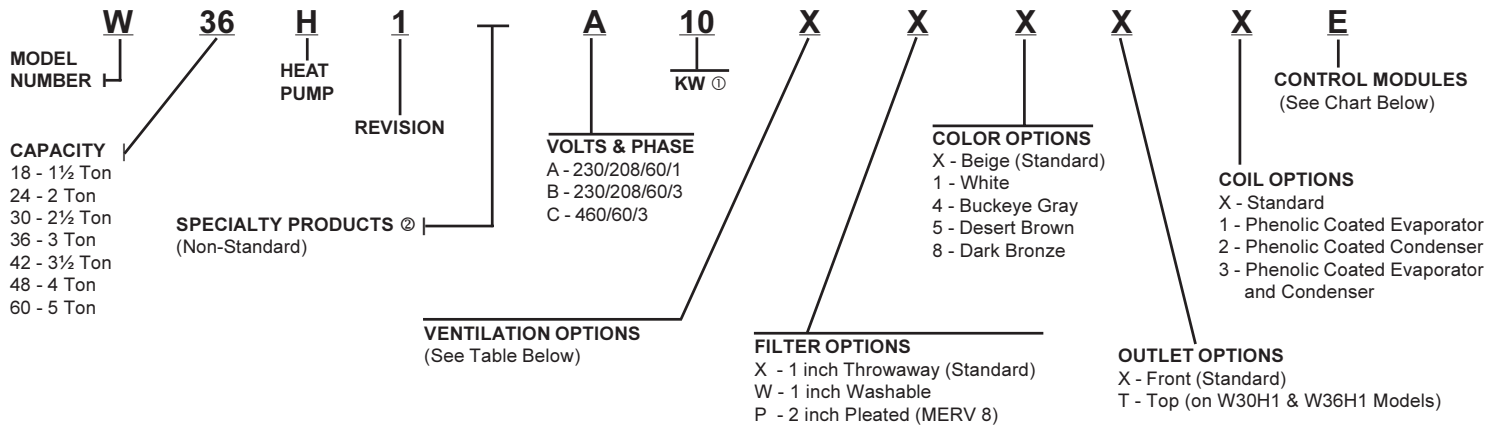 W 36 H 1 — A 10 X X X X X E
MODEL
NUMBER
HEAT
PUMP
REVISION
KW ①
CONTROL MODULES
(See Chart Below)
CAPACITY
18 - 1½ Ton
24 - 2 Ton
30 - 2½ Ton
36 - 3 Ton
42 - 3½ Ton
48 - 4 Ton
60 - 5 Ton
SPECIALTY PRODUCTS ②
(Non-Standard)
VOLTS & PHASE
A - 230/208/60/1
B - 230/208/60/3
C - 460/60/3
COLOR OPTIONS
X - Beige (Standard)
1 - White
4 - Buckeye Gray
5 - Desert Brown
8 - Dark Bronze
COIL OPTIONS
X - Standard
1 - Phenolic Coated Evaporator
2 - Phenolic Coated Condenser
3 - Phenolic Coated Evaporator
and Condenser
VENTILATION OPTIONS
(See Table Below)
FILTER OPTIONS
X - 1 inch Throwaway (Standard)
W - 1 inch Washable
P - 2 inch Pleated (MERV 8)
OUTLET OPTIONS
X - Front (Standard)
T - Top (on W30H1 & W36H1 Models)